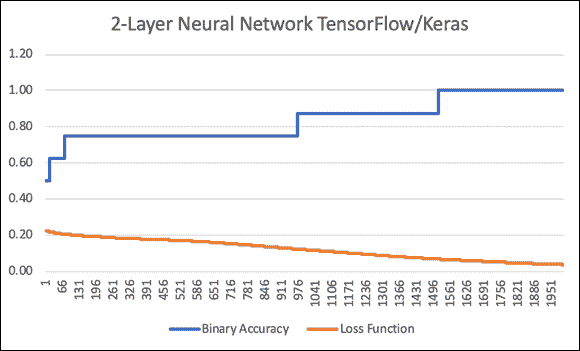 2-Layer Neural Network TensorFlow/Keras
1.20
1.00
0.80
0.60
0.40
0.20
0.00
1 66 131 196 261 326 391 456 521 586 651 716 781 846 911 976 1041 1106 1171 1236 1301 1366 1431 1496 1561 1626 1691 1756 1821 1886 1951
Binary Accuracy Loss Function